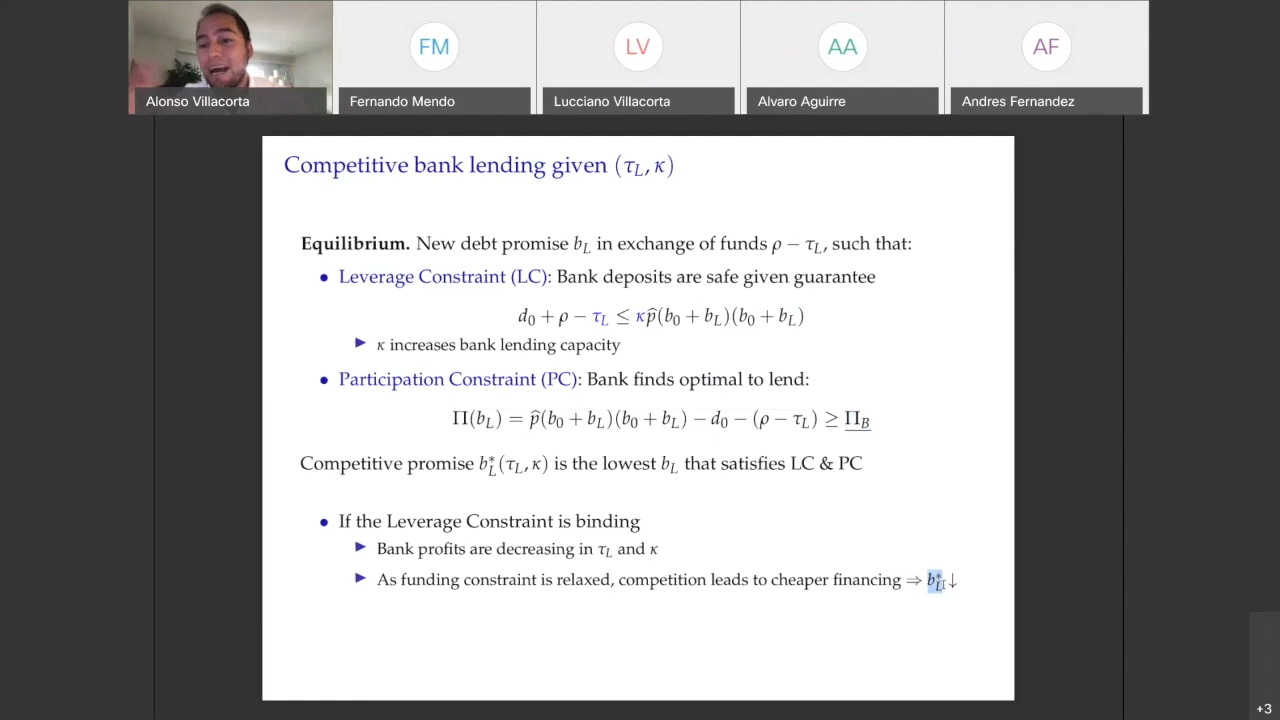 FM
LV
AA
AF
Alonso Villacorta
Fernando Mendo
Lucciano Villacorta
Alvaro Aguirre
Andres Fernandez
Competitive bank lending given (τ_L, κ)
Equilibrium. New debt promise b_L in exchange of funds ρ − τ_L, such that:
• Leverage Constraint (LC): Bank deposits are safe given guarantee
d_0 + ρ − τ_L ≤ κp̂(b_0 + b_L)(b_0 + b_L)
▶ κ increases bank lending capacity
• Participation Constraint (PC): Bank finds optimal to lend:
Π(b_L) = p̂(b_0 + b_L)(b_0 + b_L) − d_0 − (ρ − τ_L) ≥ Π_B
Competitive promise b*_L(τ_L, κ) is the lowest b_L that satisfies LC & PC
• If the Leverage Constraint is binding
▶ Bank profits are decreasing in τ_L and κ
▶ As funding constraint is relaxed, competition leads to cheaper financing ⇒ b*_L ↓
+3